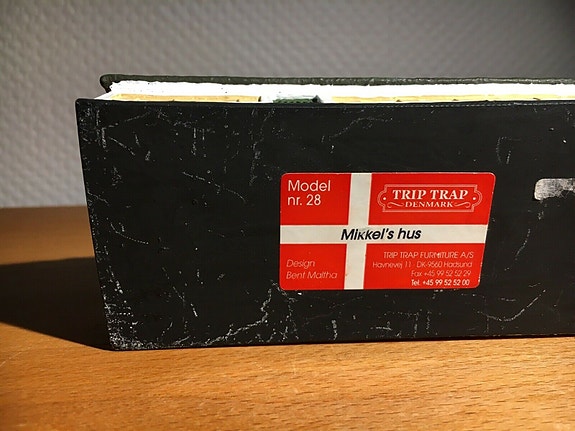 Model
nr. 28
TRIP TRAP
DENMARK
Mikkel's hus
Design
Bent Maltha
TRIP TRAP FURNITURE A/S
Havnevej 11 · DK-9560 Hadsund
Fax +45 99 52 52 29
Tel. +45 99 52 52 00